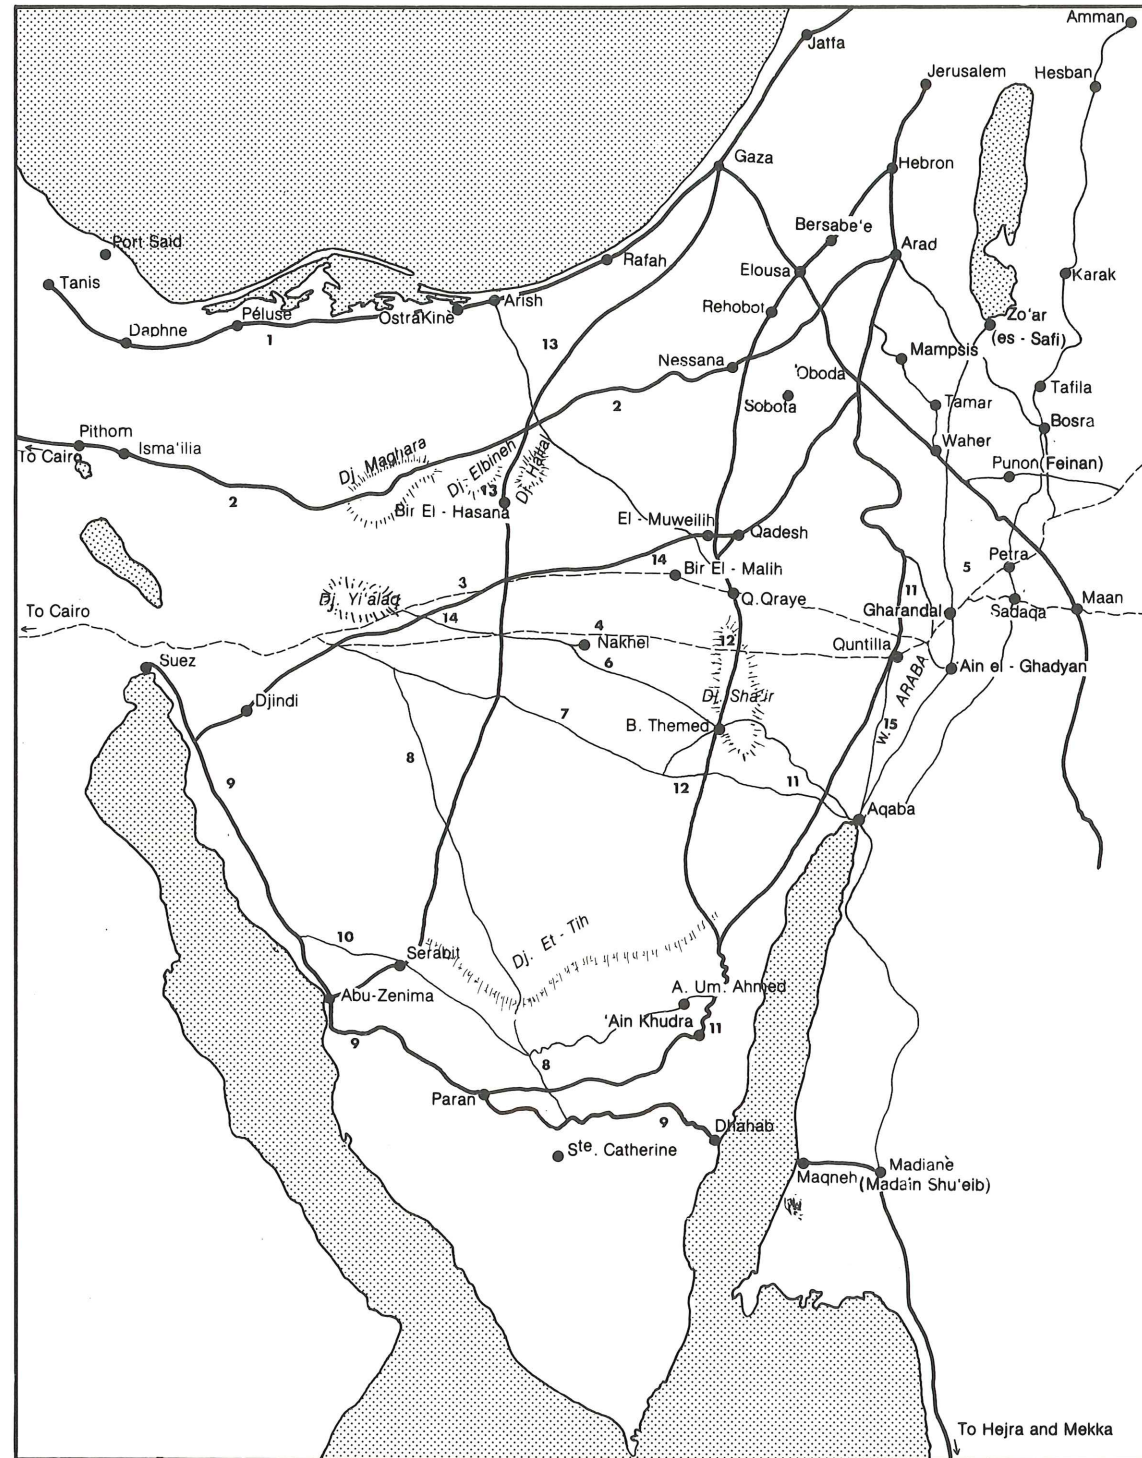 Amman
Jaffa
Jerusalem
Hesban
Gaza
Hebron
Bersabe'e
Arad
Port Said
Rafah
Elousa
Karak
Tanis
Arish
Rehobot
Péluse
OstraKinè
Zo'ar
(es - Safi)
Daphne
1
13
Mampsis
Nessana
'Oboda
Tafila
2
Sobota
Tamar
Bosra
Pithom
To Cairo
Isma'ilia
Waher
Dj. Maghara
Dj. Elbineh
Dj. Hallal
Punon(Feinan)
13
2
Bir El - Hasana
El - Muweilih
Qadesh
14
Petra
Bir El - Malih
5
3
11
Dj. Yi'alaq
Q.Qraye
Gharandal
Sadaqa
Maan
To Cairo
14
4
12
Nakhel
Quntilla
Suez
6
ARABA
'Ain el - Ghadyan
Dj. Sha'ir
Djindi
7
B. Themed
W. 15
8
9
12
11
Aqaba
Dj. Et - Tih
10
Serabit
A. Um. Ahmed
Abu-Zenima
'Ain Khudra
11
9
8
Paran
9
Dhahab
Ste. Catherine
Maqneh
Madianè
(Madain Shu'eib)
To Hejra and Mekka